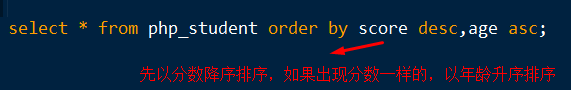 select * from php_student order by score desc,age asc;
先以分数降序排序，如果出现分数一样的，以年龄升序排序